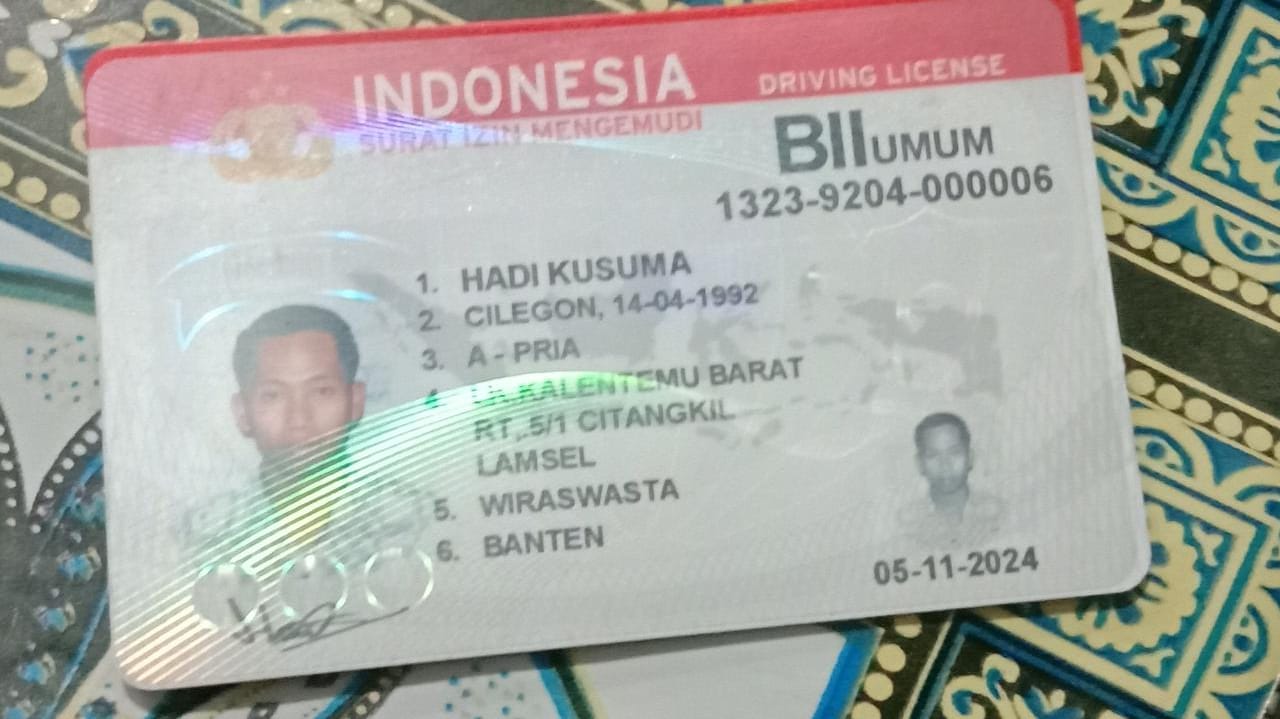 INDONESIA
SURAT IZIN MENGEMUDI
DRIVING LICENSE
BII UMUM
1323-9204-000006
1. HADI KUSUMA
2. CILEGON, 14-04-1992
3. A - PRIA
4. KALENTEMU BARAT
RT,.5/1 CITANGKIL
LAMSEL
5. WIRASWASTA
6. BANTEN
05-11-2024